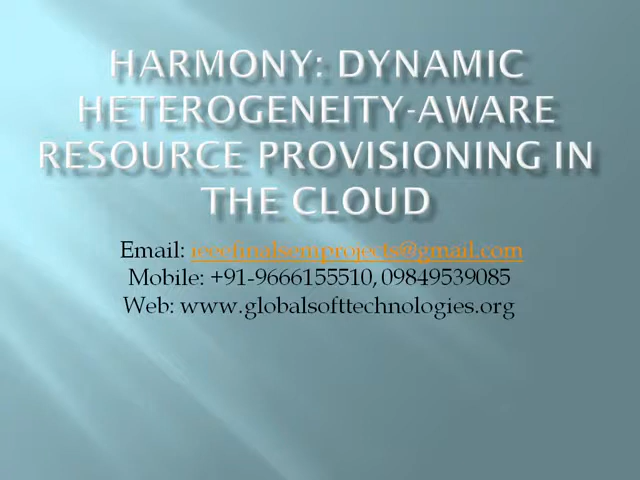 HARMONY: DYNAMIC
HETEROGENEITY-AWARE
RESOURCE PROVISIONING IN
THE CLOUD
Email: ieeefinalsemprojects@gmail.com
Mobile: +91-9666155510, 09849539085
Web: www.globalsofttechnologies.org